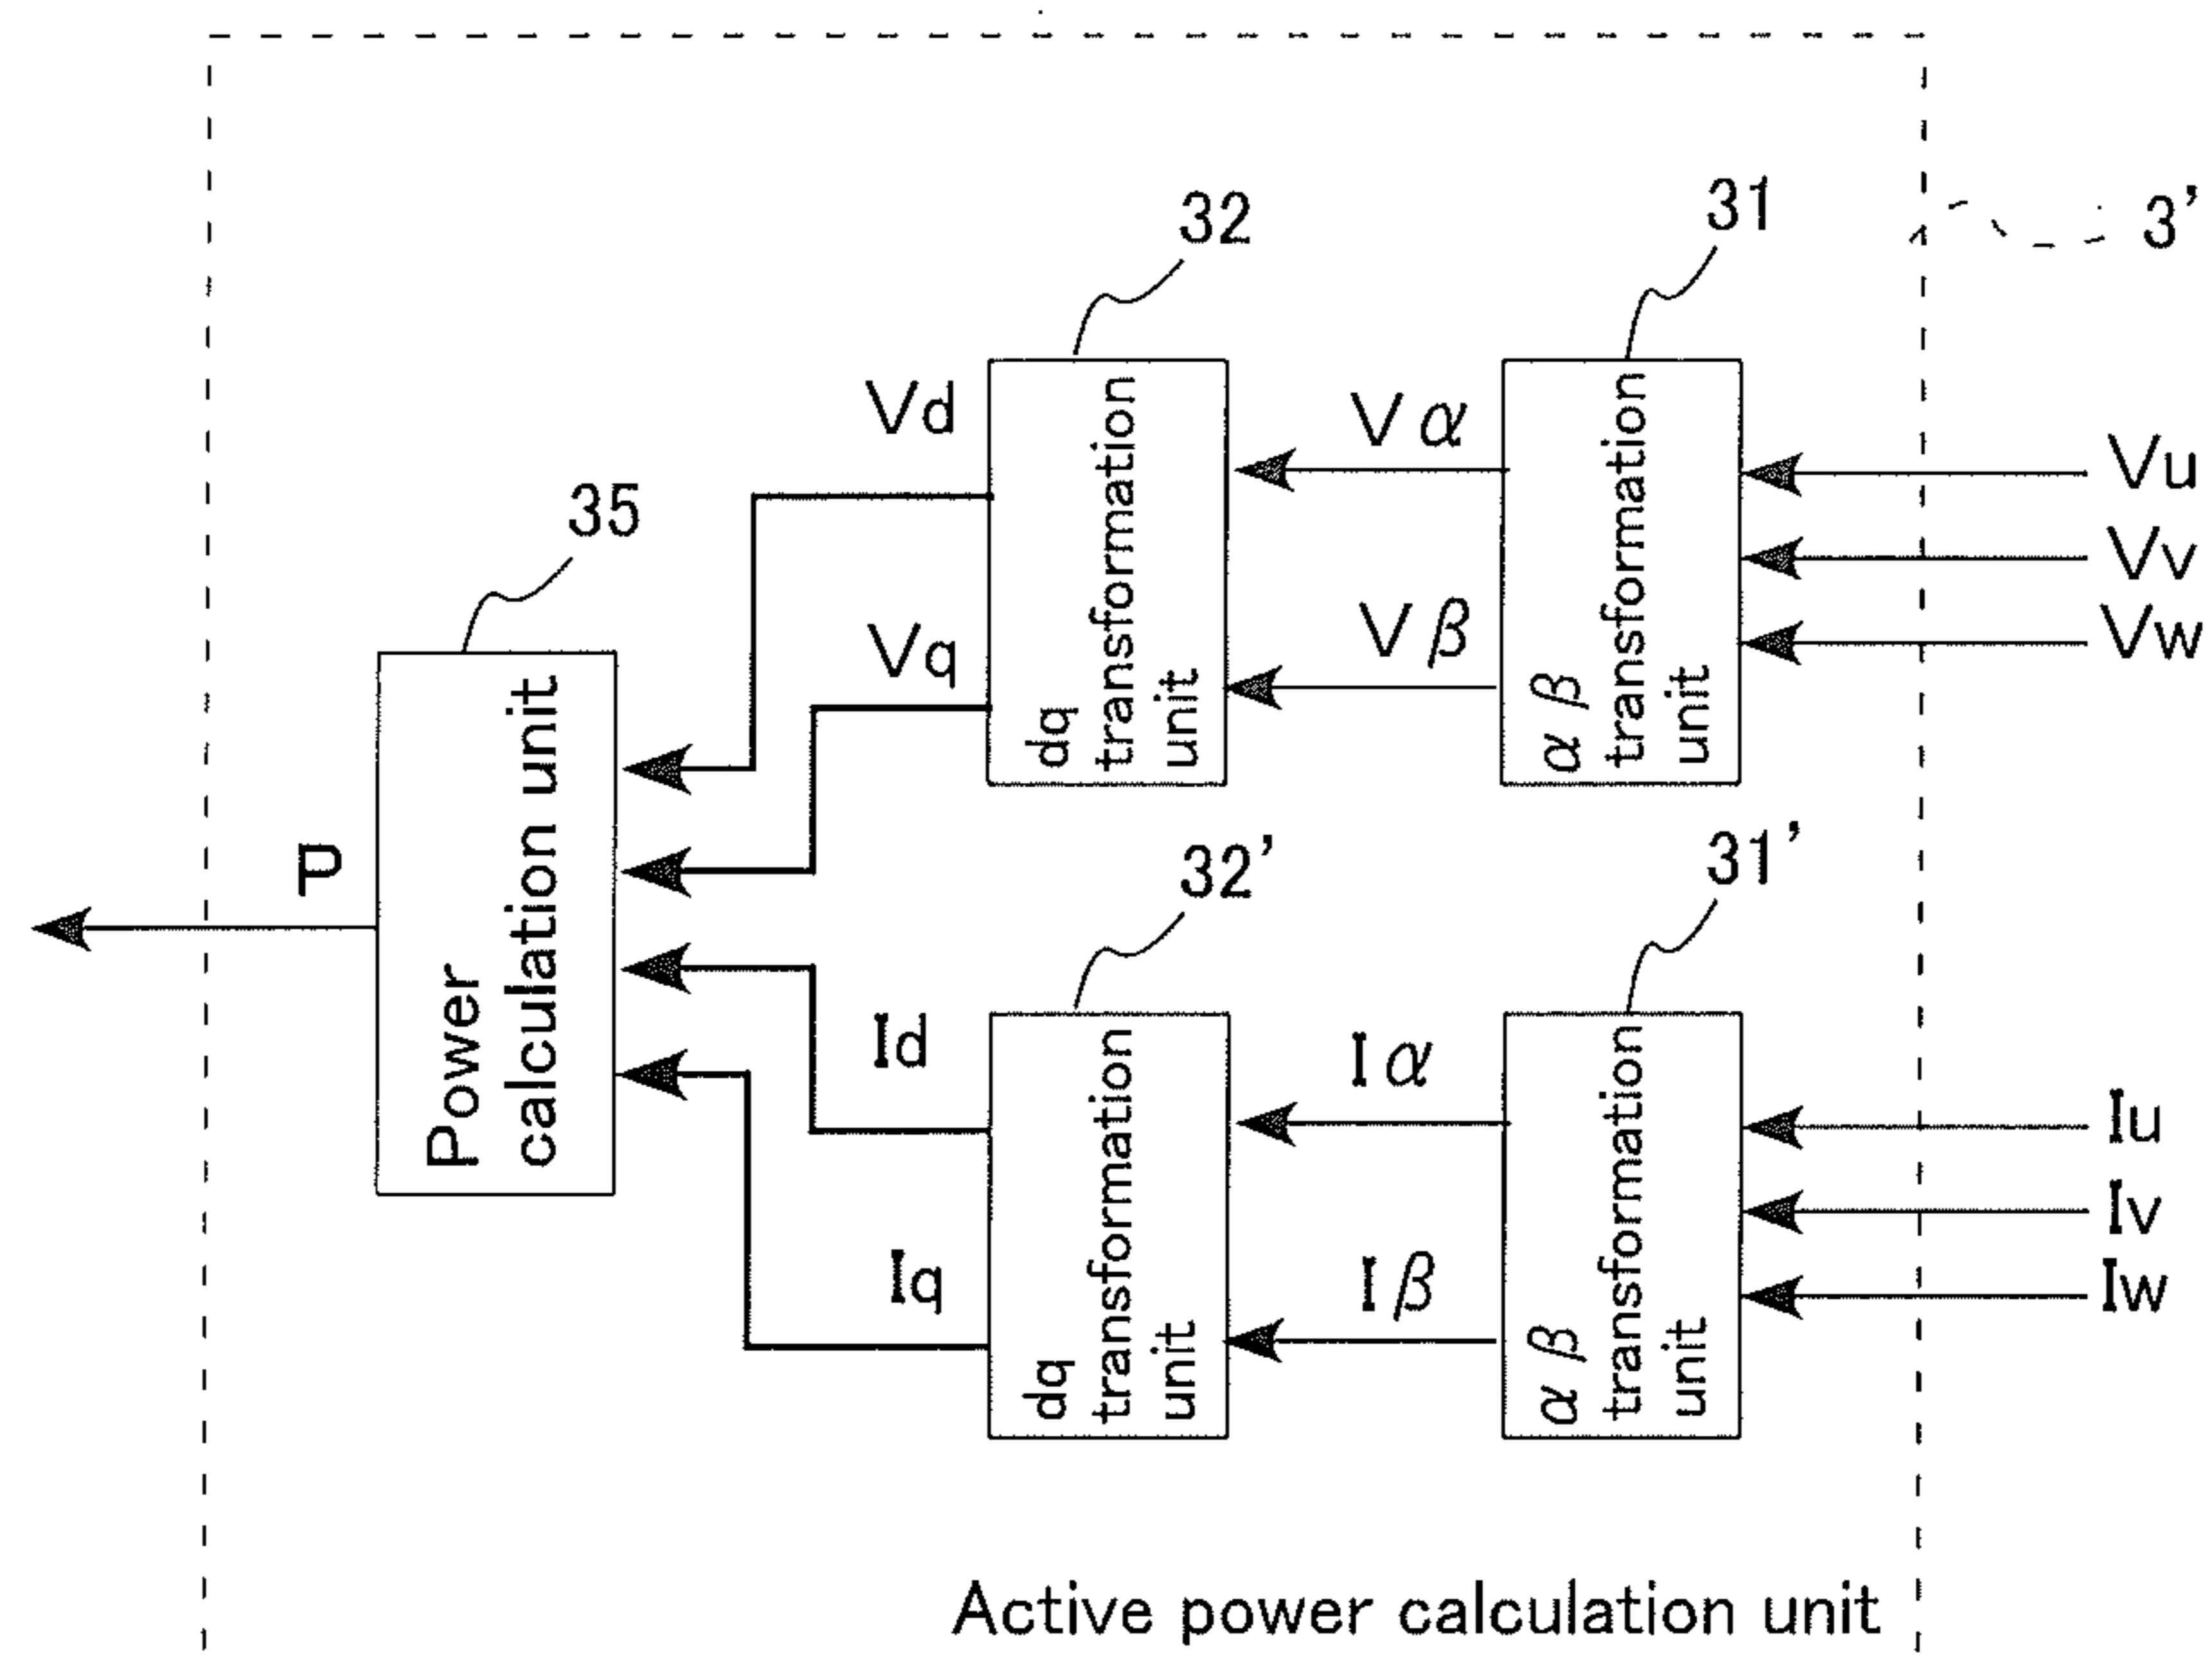 3'
32
31
Vd
Vα
Vu
35
Vv
Vq
Vβ
Vw
dq
transformation
unit
αβ
transformation
unit
P
Power
calculation unit
32'
31'
Id
Iα
Iu
Iv
Iq
Iβ
Iw
dq
transformation
unit
αβ
transformation
unit
Active power calculation unit